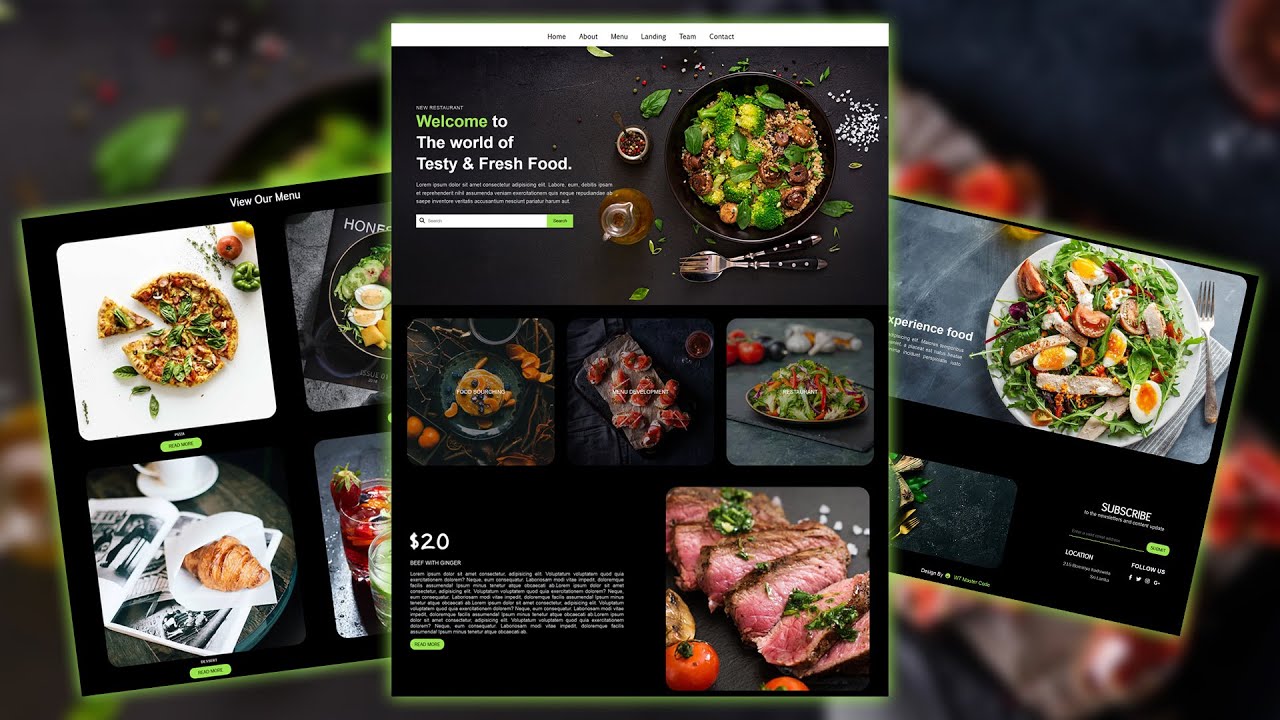 Home About Menu Landing Team Contact
NEW RESTAURANT
Welcome to
The world of
Testy & Fresh Food.
Lorem ipsum dolor sit amet consectetur adipisicing elit. Labore, eum, debitis ipsam
et reprehenderit nihil assumenda veniam exercitationem quis neque repudiandae ab
saepe inventore veritatis accusantium nesciunt pariatur harum aut.
Search Search
FOOD SOURCHING
MENU DEVELOPMENT
RESTAURANT
$20
BEEF WITH GINGER
Lorem ipsum dolor sit amet consectetur, adipisicing elit. Voluptatum voluptatem quod quia
exercitationem dolorem? Neque, eum consequatur. Laboriosam modi vitae impedit, doloremque
facilis assumenda! Ipsum minus tenetur atque obcaecati ab.Lorem ipsum dolor sit amet
consectetur, adipisicing elit. Voluptatum voluptatem quod quia exercitationem dolorem?
Neque, eum consequatur. Laboriosam modi vitae impedit, doloremque facilis assumenda! Ipsum
minus tenetur atque obcaecati ab.Lorem ipsum dolor sit amet consectetur, adipisicing elit.
Voluptatum voluptatem quod quia exercitationem dolorem? Neque, eum consequatur.
Laboriosam modi vitae impedit, doloremque facilis
assumenda! Ipsum minus tenetur atque obcaecati ab.
READ MORE
View Our Menu
HONES
ISSUE 01
PIZZA
READ MORE
DESSERT
READ MORE
xperience food
SUBSCRIBE
to the newsletters and content update
SUBMIT
LOCATION
Sri Lanka
FOLLOW US
Design By WT Master Code